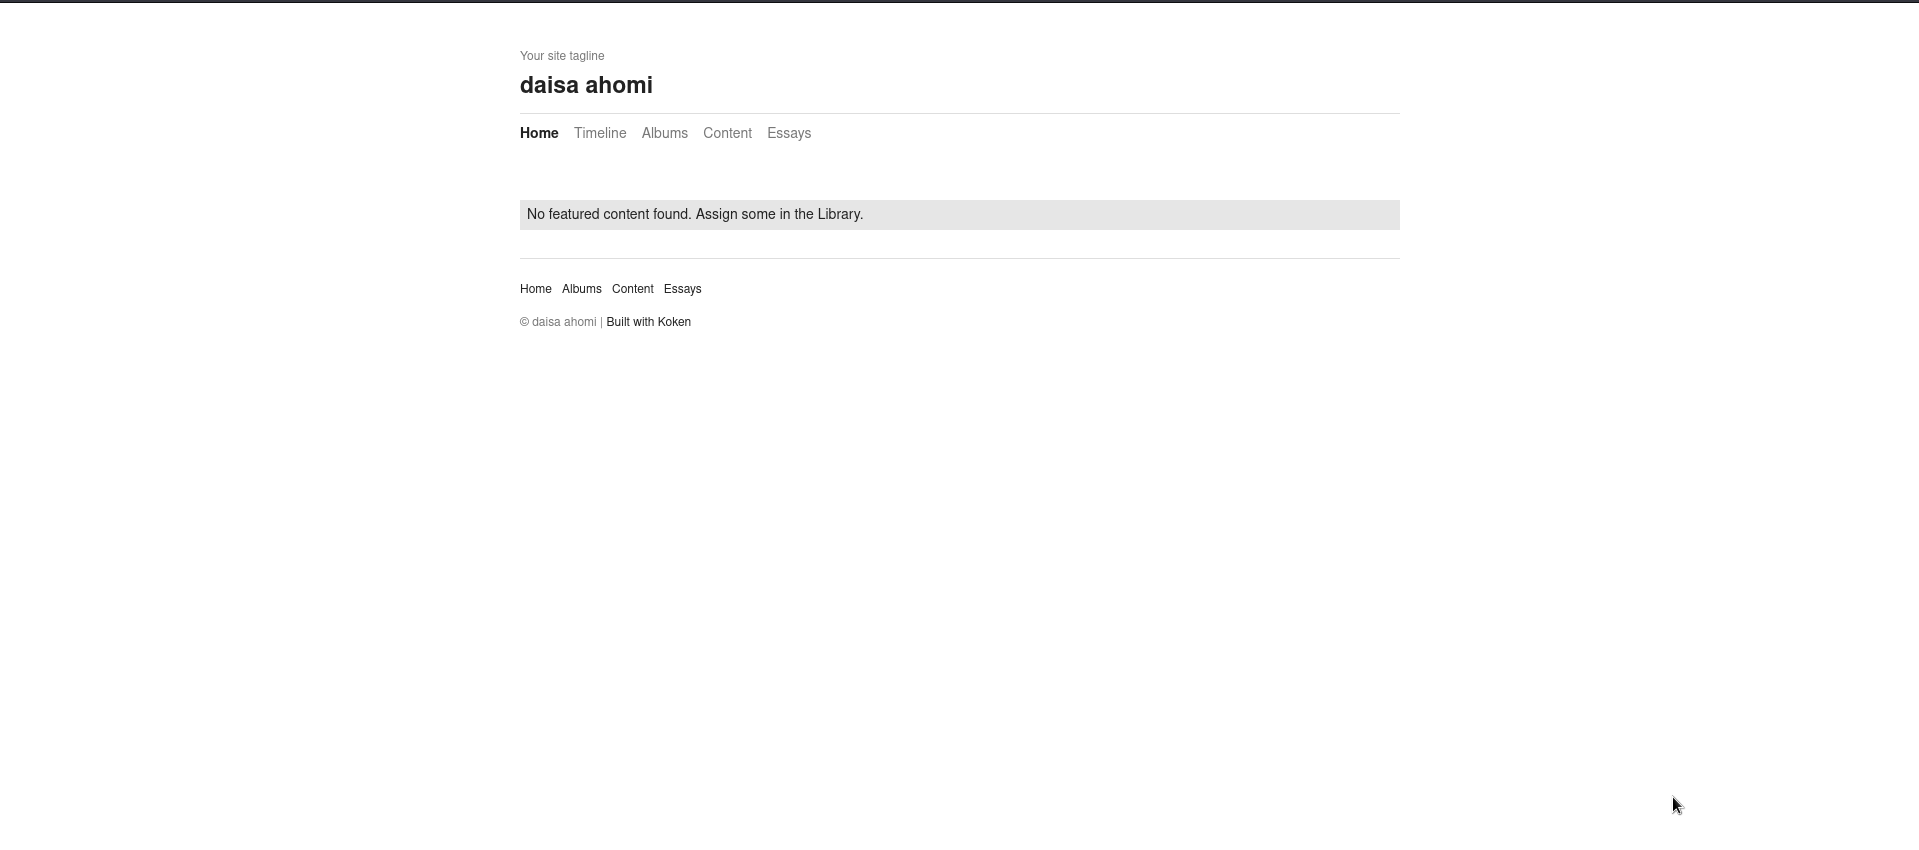 Your site tagline
daisa ahomi
Home Timeline Albums Content Essays
No featured content found. Assign some in the Library.
Home Albums Content Essays
© daisa ahomi | Built with Koken